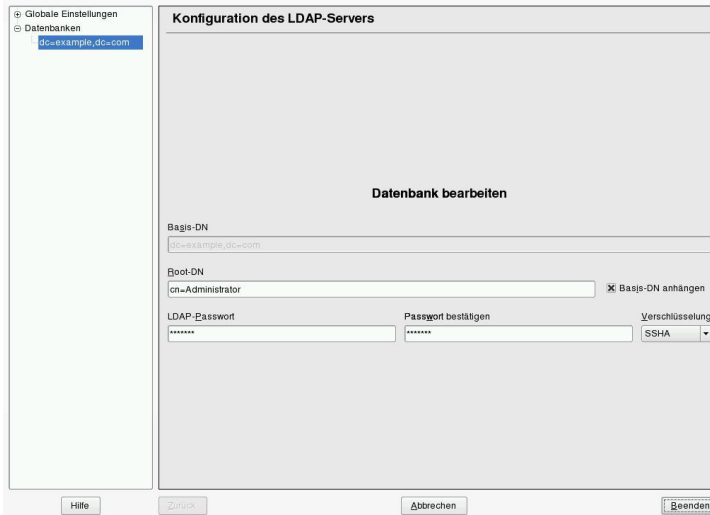 Globale Einstellungen
Datenbanken
dc=example,dc=com
Konfiguration des LDAP-Servers
Datenbank bearbeiten
Basis-DN
dc=example,dc=com
Root-DN
cn=Administrator
Basis-DN anhängen
LDAP-Passwort
Passwort bestätigen
Verschlüsselung
*******
*******
SSHA
Hilfe
Zurück
Abbrechen
Beenden